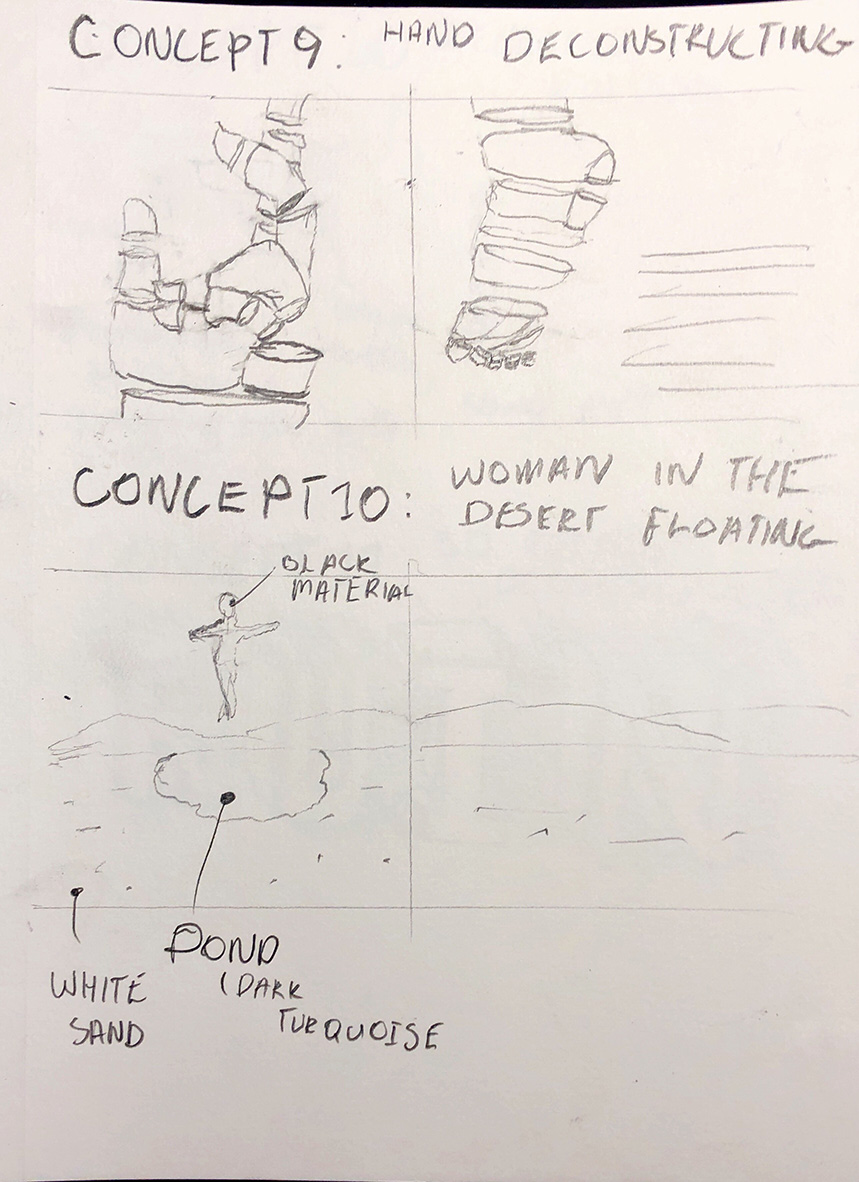 CONCEPT 9: HAND DECONSTRUCTING
CONCEPT 10: WOMAN IN THE
DESERT FLOATING
BLACK
MATERIAL
POND
(DARK
TURQUOISE
WHITE
SAND